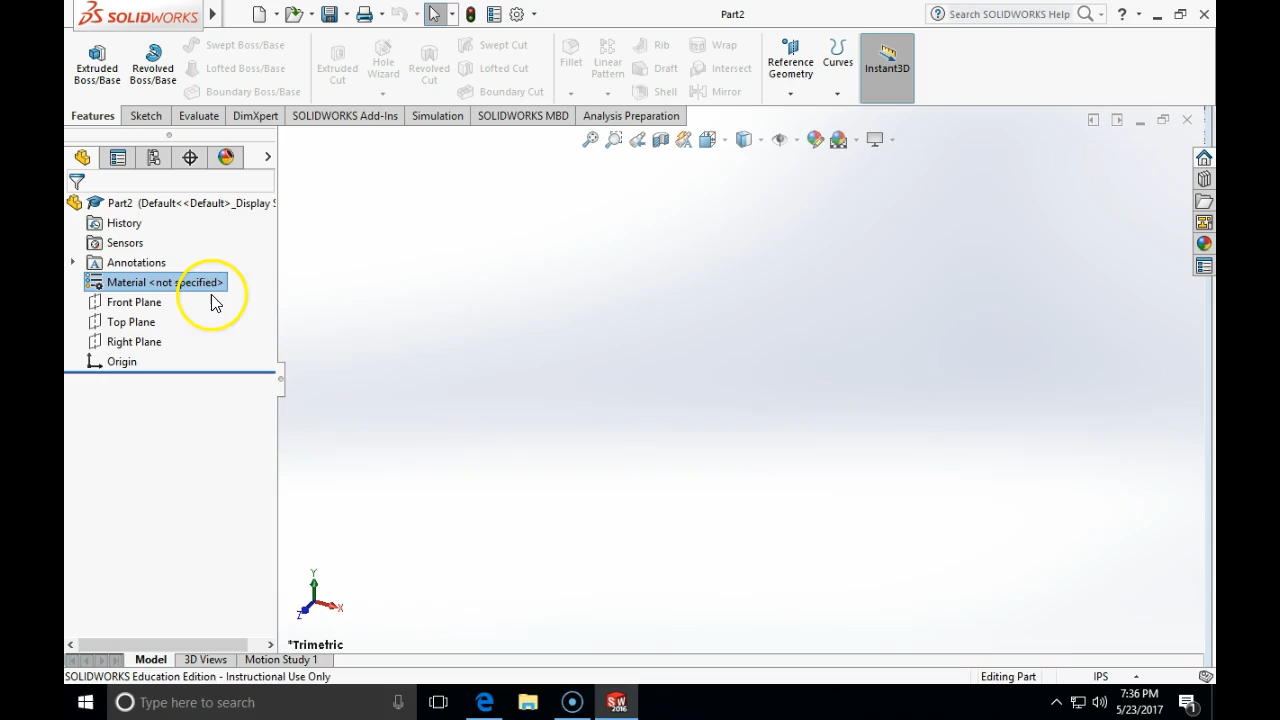 SOLIDWORKS
Part2
Search SOLIDWORKS Help
Extruded Boss/Base
Revolved Boss/Base
Swept Boss/Base
Lofted Boss/Base
Boundary Boss/Base
Extruded Cut
Hole Wizard
Revolved Cut
Swept Cut
Lofted Cut
Boundary Cut
Fillet
Linear Pattern
Rib
Draft
Shell
Wrap
Intersect
Mirror
Reference Geometry
Curves
Instant3D
Features
Sketch
Evaluate
DimXpert
SOLIDWORKS Add-Ins
Simulation
SOLIDWORKS MBD
Analysis Preparation
Part2 (Default<<Default>_Display S
History
Sensors
A Annotations
Material <not specified>
Front Plane
Top Plane
Right Plane
Origin
Y
X
Z
*Trimetric
Model
3D Views
Motion Study 1
SOLIDWORKS Education Edition - Instructional Use Only
Editing Part
IPS
Type here to search
SW
2016
7:36 PM
5/23/2017
1